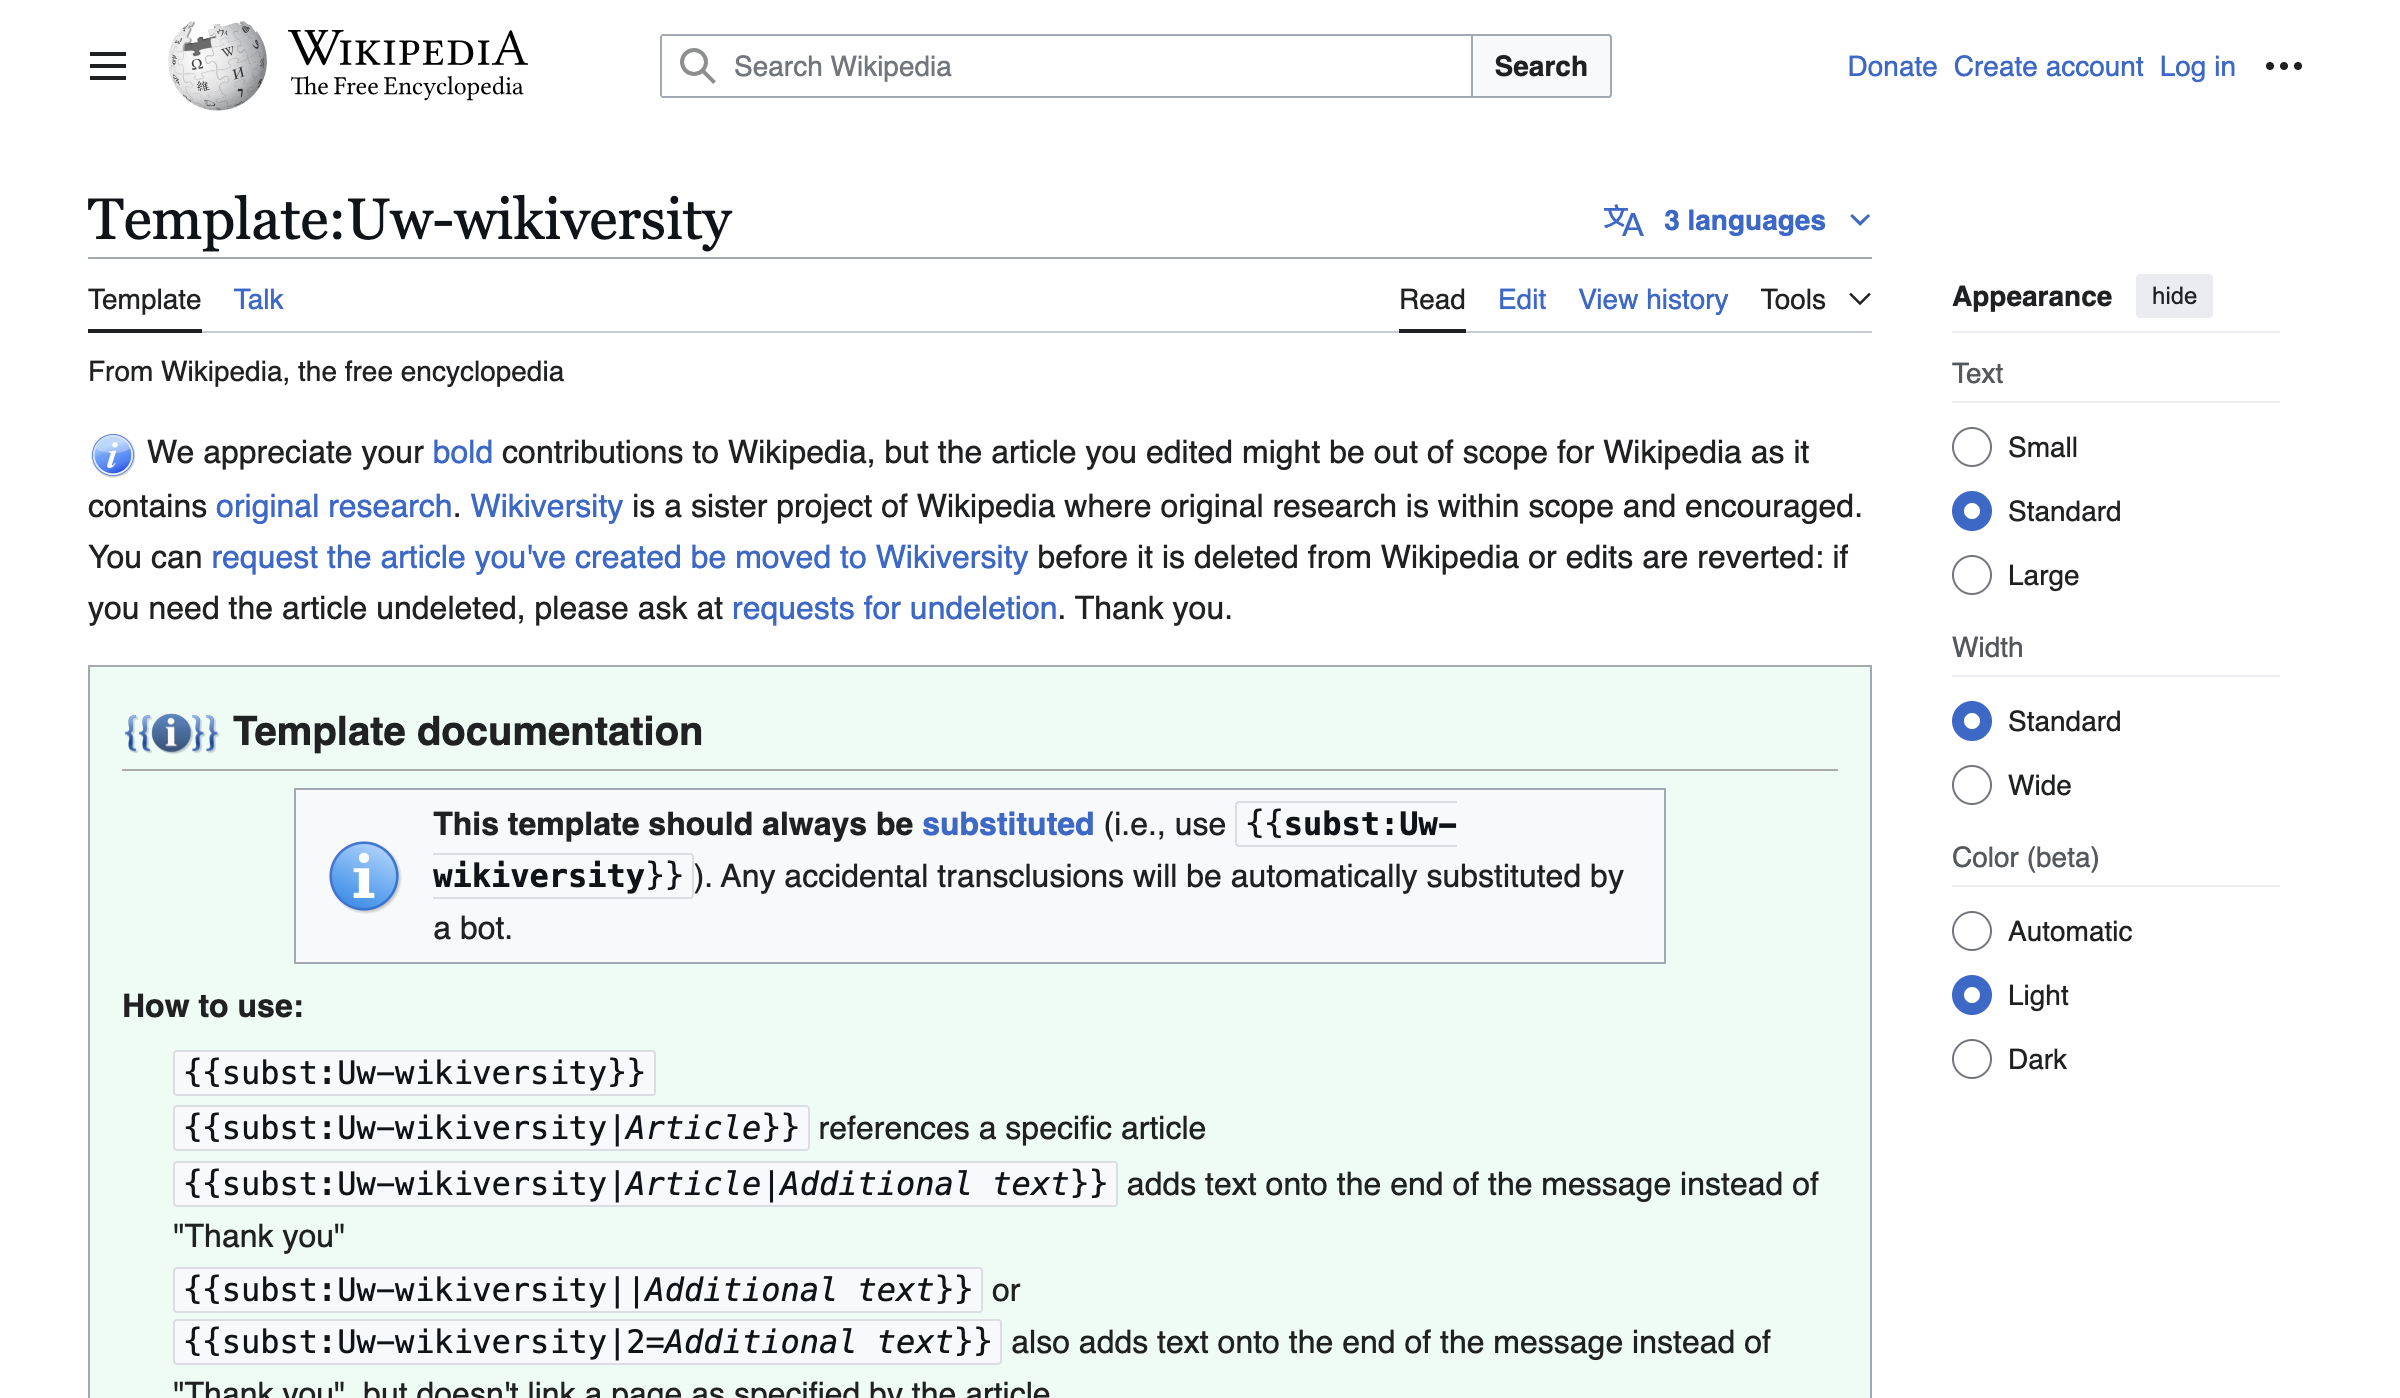 WIKIPEDIA
The Free Encyclopedia
Search Wikipedia
Search
Donate Create account Log in
Template:Uw-wikiversity
3 languages
Template Talk
Read Edit View history Tools
From Wikipedia, the free encyclopedia
We appreciate your bold contributions to Wikipedia, but the article you edited might be out of scope for Wikipedia as it
contains original research. Wikiversity is a sister project of Wikipedia where original research is within scope and encouraged.
You can request the article you've created be moved to Wikiversity before it is deleted from Wikipedia or edits are reverted: if
you need the article undeleted, please ask at requests for undeletion. Thank you.
{{i}} Template documentation
This template should always be substituted (i.e., use {{subst:Uw-
wikiversity}}). Any accidental transclusions will be automatically substituted by
a bot.
How to use:
{{subst:Uw-wikiversity}}
{{subst:Uw-wikiversity|Article}} references a specific article
{{subst:Uw-wikiversity|Article|Additional text}} adds text onto the end of the message instead of
"Thank you"
{{subst:Uw-wikiversity||Additional text}} or
{{subst:Uw-wikiversity|2=Additional text}} also adds text onto the end of the message instead of
"Thank you", but doesn't link a page as specified by the article
Appearance hide
Text
Small
Standard
Large
Width
Standard
Wide
Color (beta)
Automatic
Light
Dark